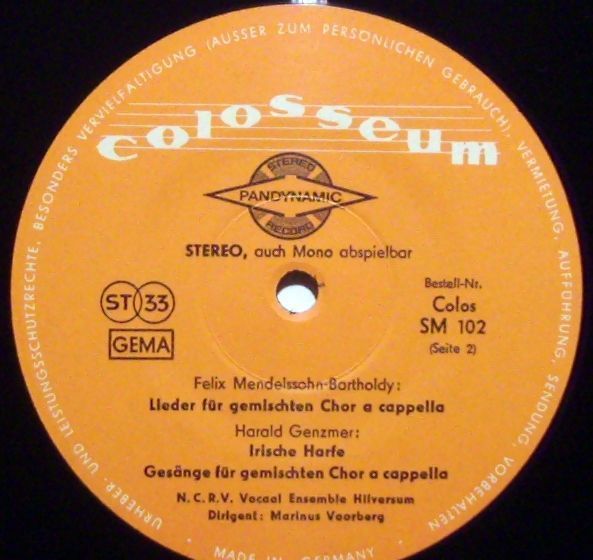 URHEBER- UND LEISTUNGSSCHUTZRECHTE, BESONDERS VERVIELFÄLTIGUNG (AUSSER ZUM PERSÖNLICHEN GEBRAUCH), VERMIETUNG, AUFFÜHRUNG, SENDUNG, VORBEHALTEN
colosseum
STEREO
PANDYNAMIC
RECORD
STEREO, auch Mono abspielbar
ST 33
GEMA
Bestell-Nr.
Colos
SM 102
(Seite 2)
Felix Mendelssohn-Bartholdy:
Lieder für gemischten Chor a cappella
Harald Genzmer:
Irische Harfe
Gesänge für gemischten Chor a cappella
N.C.R.V. Vocaal Ensemble Hilversum
Dirigent: Marinus Voorberg
· MADE IN GERMANY ·